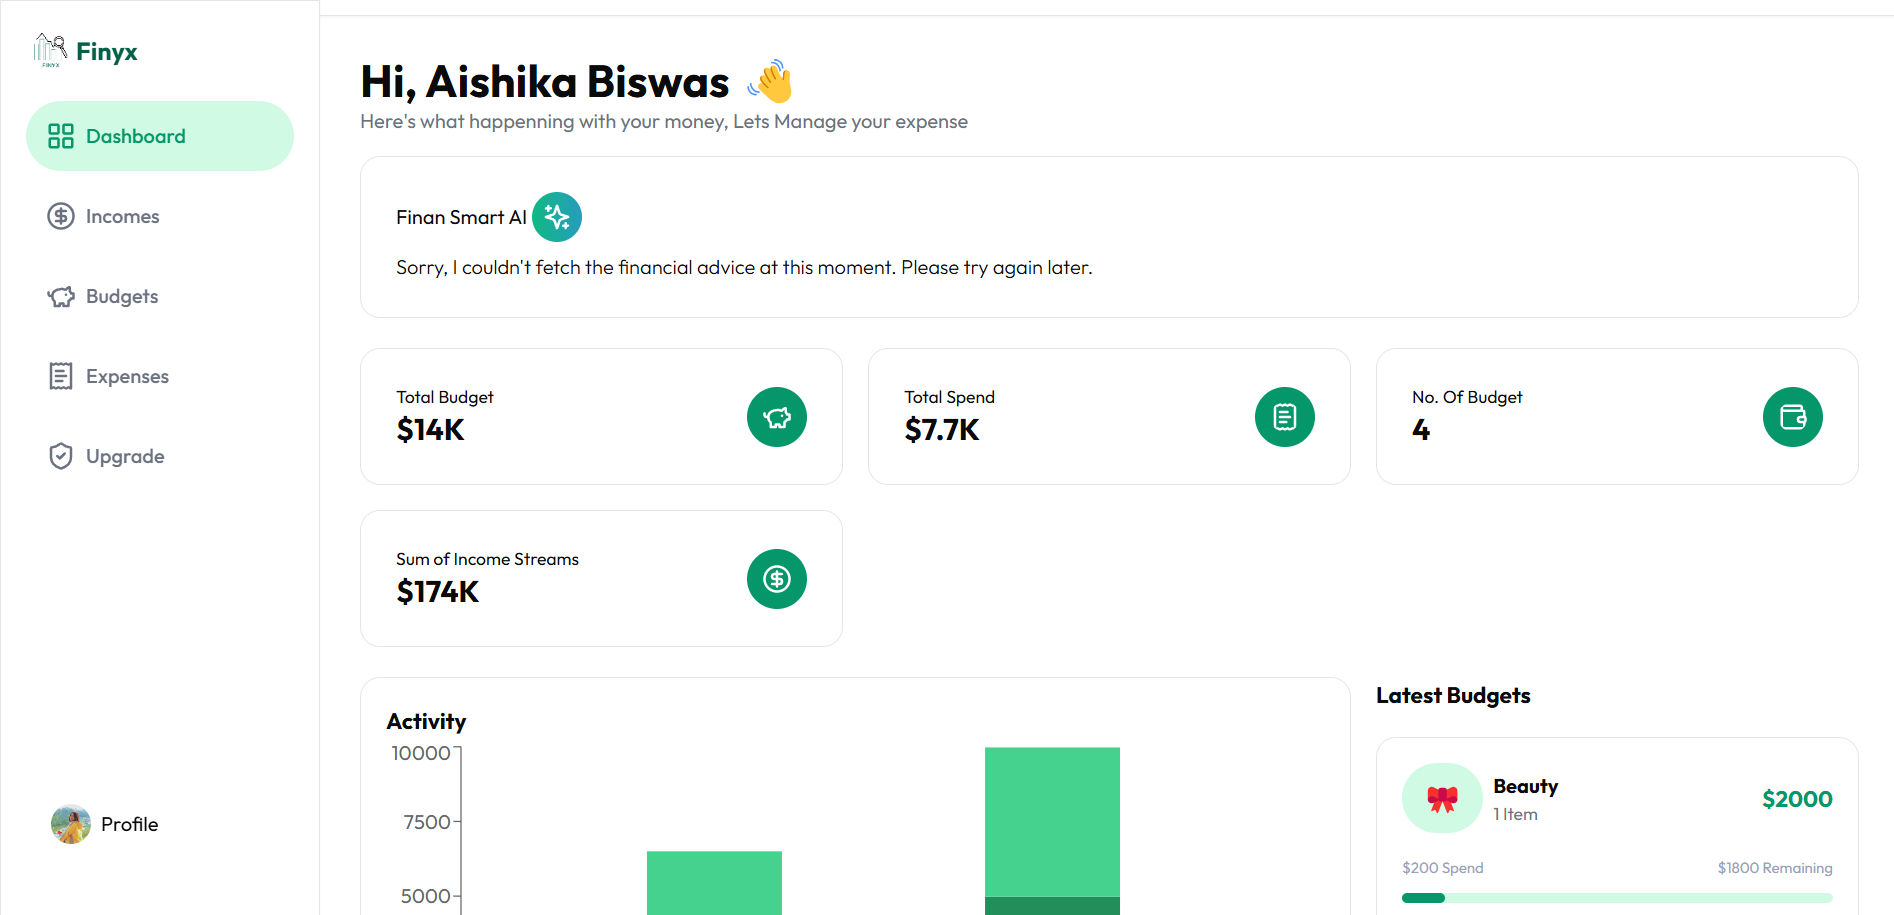 FINYX
Finyx
Dashboard
Incomes
Budgets
Expenses
Upgrade
Profile
Hi, Aishika Biswas 👋
Here's what happenning with your money, Lets Manage your expense
Finan Smart AI
Sorry, I couldn't fetch the financial advice at this moment. Please try again later.
Total Budget
$14K
Total Spend
$7.7K
No. Of Budget
4
Sum of Income Streams
$174K
Activity
10000
7500
5000
Latest Budgets
Beauty
1 Item
$2000
$200 Spend
$1800 Remaining